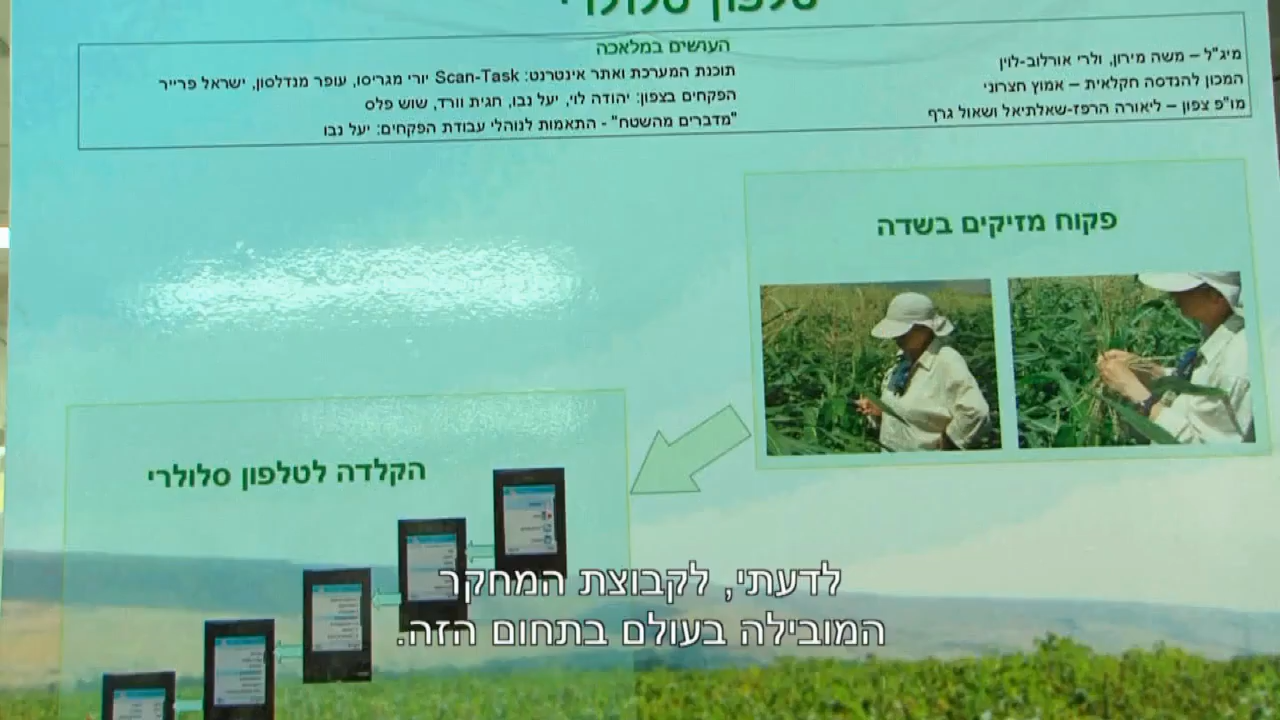 טלפון סלולרי
מיג"ל – משה מירון, ולרי אורלוב-לוין
המכון להנדסה חקלאית – אמוץ חצרוני
מו"פ צפון – ליאורה הרפז-שאלתיאל ושאול גרף
העושים במלאכה
תוכנת המערכת ואתר אינטרנט: Scan-Task יורי מגריסו, עופר מנדלסון, ישראל פרייר
הפקחים בצפון: יהודה לוי, יעל נבו, חגית וורד, שוש פלס
"מדברים מהשטח" - התאמות לנוהלי עבודת הפקחים: יעל נבו
פקוח מזיקים בשדה
הקלדה לטלפון סלולרי
לדעתי, לקבוצת המחקר
המובילה בעולם בתחום הזה.